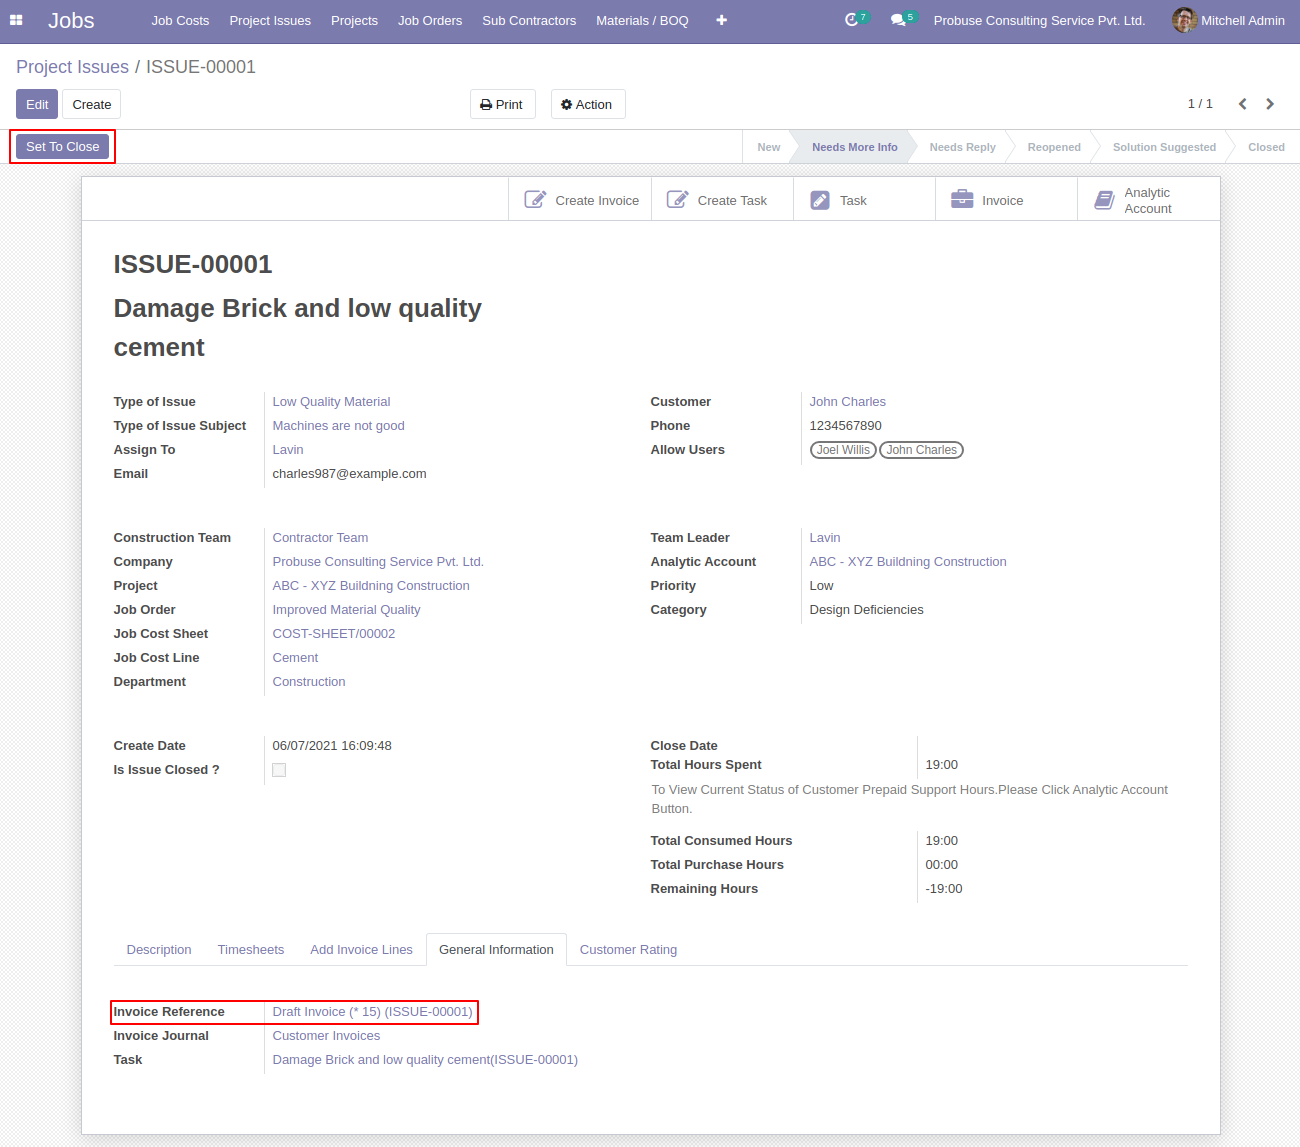 Jobs Job Costs Project Issues Projects Job Orders Sub Contractors Materials / BOQ 7 5 Probuse Consulting Service Pvt. Ltd. Mitchell Admin
Project Issues / ISSUE-00001
Edit Create Print Action 1 / 1
Set To Close New Needs More Info Needs Reply Reopened Solution Suggested Closed
Create Invoice Create Task Task Invoice Analytic
Account
ISSUE-00001
Damage Brick and low quality
cement
Type of Issue Low Quality Material
Type of Issue Subject Machines are not good
Assign To Lavin
Email charles987@example.com
Customer John Charles
Phone 1234567890
Allow Users Joel Willis John Charles
Construction Team Contractor Team
Company Probuse Consulting Service Pvt. Ltd.
Project ABC - XYZ Buildning Construction
Job Order Improved Material Quality
Job Cost Sheet COST-SHEET/00002
Job Cost Line Cement
Department Construction
Team Leader Lavin
Analytic Account ABC - XYZ Buildning Construction
Priority Low
Category Design Deficiencies
Create Date 06/07/2021 16:09:48
Is Issue Closed ?
Close Date
Total Hours Spent 19:00
To View Current Status of Customer Prepaid Support Hours.Please Click Analytic Account
Button.
Total Consumed Hours 19:00
Total Purchase Hours 00:00
Remaining Hours -19:00
Description Timesheets Add Invoice Lines General Information Customer Rating
Invoice Reference Draft Invoice (* 15) (ISSUE-00001)
Invoice Journal Customer Invoices
Task Damage Brick and low quality cement(ISSUE-00001)